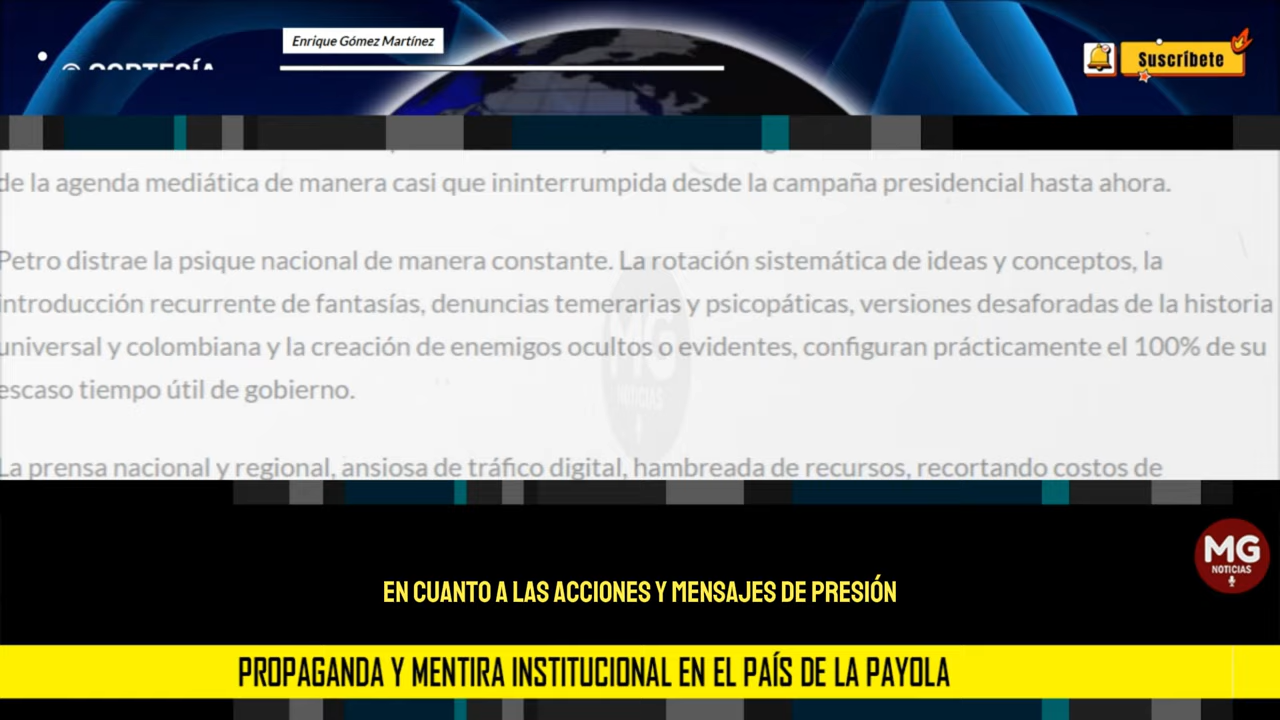 Enrique Gómez Martínez
© CORTESÍA
Suscríbete
de la agenda mediática de manera casi que ininterrumpida desde la campaña presidencial hasta ahora.
Petro distrae la psique nacional de manera constante. La rotación sistemática de ideas y conceptos, la
introducción recurrente de fantasías, denuncias temerarias y psicopáticas, versiones desaforadas de la historia
universal y colombiana y la creación de enemigos ocultos o evidentes, configuran prácticamente el 100% de su
escaso tiempo útil de gobierno.
MG
NOTICIAS
La prensa nacional y regional, ansiosa de tráfico digital, hambreada de recursos, recortando costos de
MG
NOTICIAS
EN CUANTO A LAS ACCIONES Y MENSAJES DE PRESIÓN
PROPAGANDA Y MENTIRA INSTITUCIONAL EN EL PAÍS DE LA PAYOLA